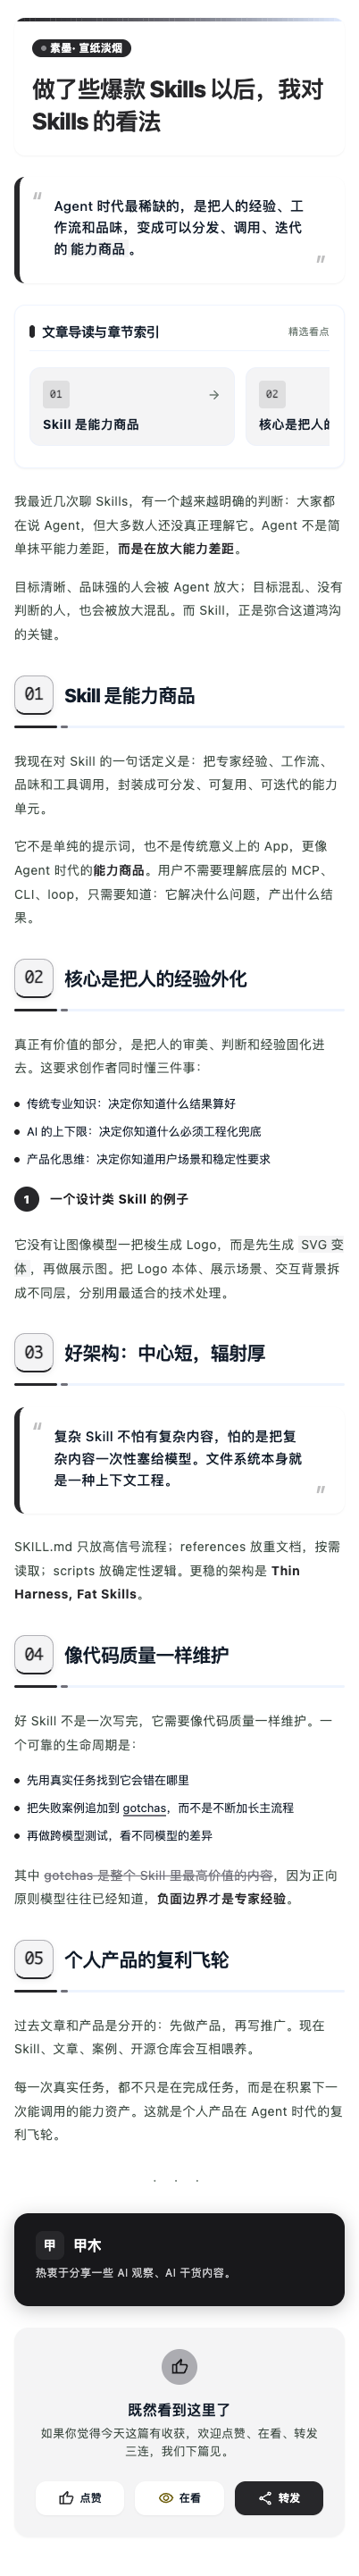 素墨·宣纸淡烟
做了些爆款 Skills 以后，我对
Skills 的看法
“
Agent 时代最稀缺的，是把人的经验、工
作流和品味，变成可以分发、调用、迭代
的 能力商品 。
”
文章导读与章节索引
精选看点
01
→
02
Skill 是能力商品
核心是把人的
我最近几次聊 Skills，有一个越来越明确的判断：大家都
在说 Agent，但大多数人还没真正理解它。Agent 不是简
单抹平能力差距，而是在放大能力差距。
目标清晰、品味强的人会被 Agent 放大；目标混乱、没有
判断的人，也会被放大混乱。而 Skill，正是弥合这道鸿沟
的关键。
01 Skill 是能力商品
我现在对 Skill 的一句话定义是：把专家经验、工作流、
品味和工具调用，封装成可分发、可复用、可迭代的能力
单元。
它不是单纯的提示词，也不是传统意义上的 App，更像
Agent 时代的能力商品。用户不需要理解底层的 MCP、
CLI、loop，只需要知道：它解决什么问题，产出什么结
果。
02 核心是把人的经验外化
真正有价值的部分，是把人的审美、判断和经验固化进
去。这要求创作者同时懂三件事：
• 传统专业知识：决定你知道什么结果算好
• AI 的上下限：决定你知道什么必须工程化兜底
• 产品化思维：决定你知道用户场景和稳定性要求
1 一个设计类 Skill 的例子
它没有让图像模型一把梭生成 Logo，而是先生成 SVG 变
体 ，再做展示图。把 Logo 本体、展示场景、交互背景拆
成不同层，分别用最适合的技术处理。
03 好架构：中心短，辐射厚
“
复杂 Skill 不怕有复杂内容，怕的是把复
杂内容一次性塞给模型。文件系统本身就
是一种上下文工程。
”
SKILL.md 只放高信号流程；references 放重文档，按需
读取；scripts 放确定性逻辑。更稳的架构是 Thin
Harness, Fat Skills。
04 像代码质量一样维护
好 Skill 不是一次写完，它需要像代码质量一样维护。一
个可靠的生命周期是：
• 先用真实任务找到它会错在哪里
• 把失败案例追加到 gotchas，而不是不断加长主流程
• 再做跨模型测试，看不同模型的差异
其中 gotchas 是整个 Skill 里最高价值的内容，因为正向
原则模型往往已经知道，负面边界才是专家经验。
05 个人产品的复利飞轮
过去文章和产品是分开的：先做产品，再写推广。现在
Skill、文章、案例、开源仓库会互相喂养。
每一次真实任务，都不只是在完成任务，而是在积累下一
次能调用的能力资产。这就是个人产品在 Agent 时代的复
利飞轮。
· · ·
甲 甲木
热衷于分享一些 AI 观察、AI 干货内容。
既然看到这里了
如果你觉得今天这篇有收获，欢迎点赞、在看、转发
三连，我们下篇见。
点赞 在看 转发